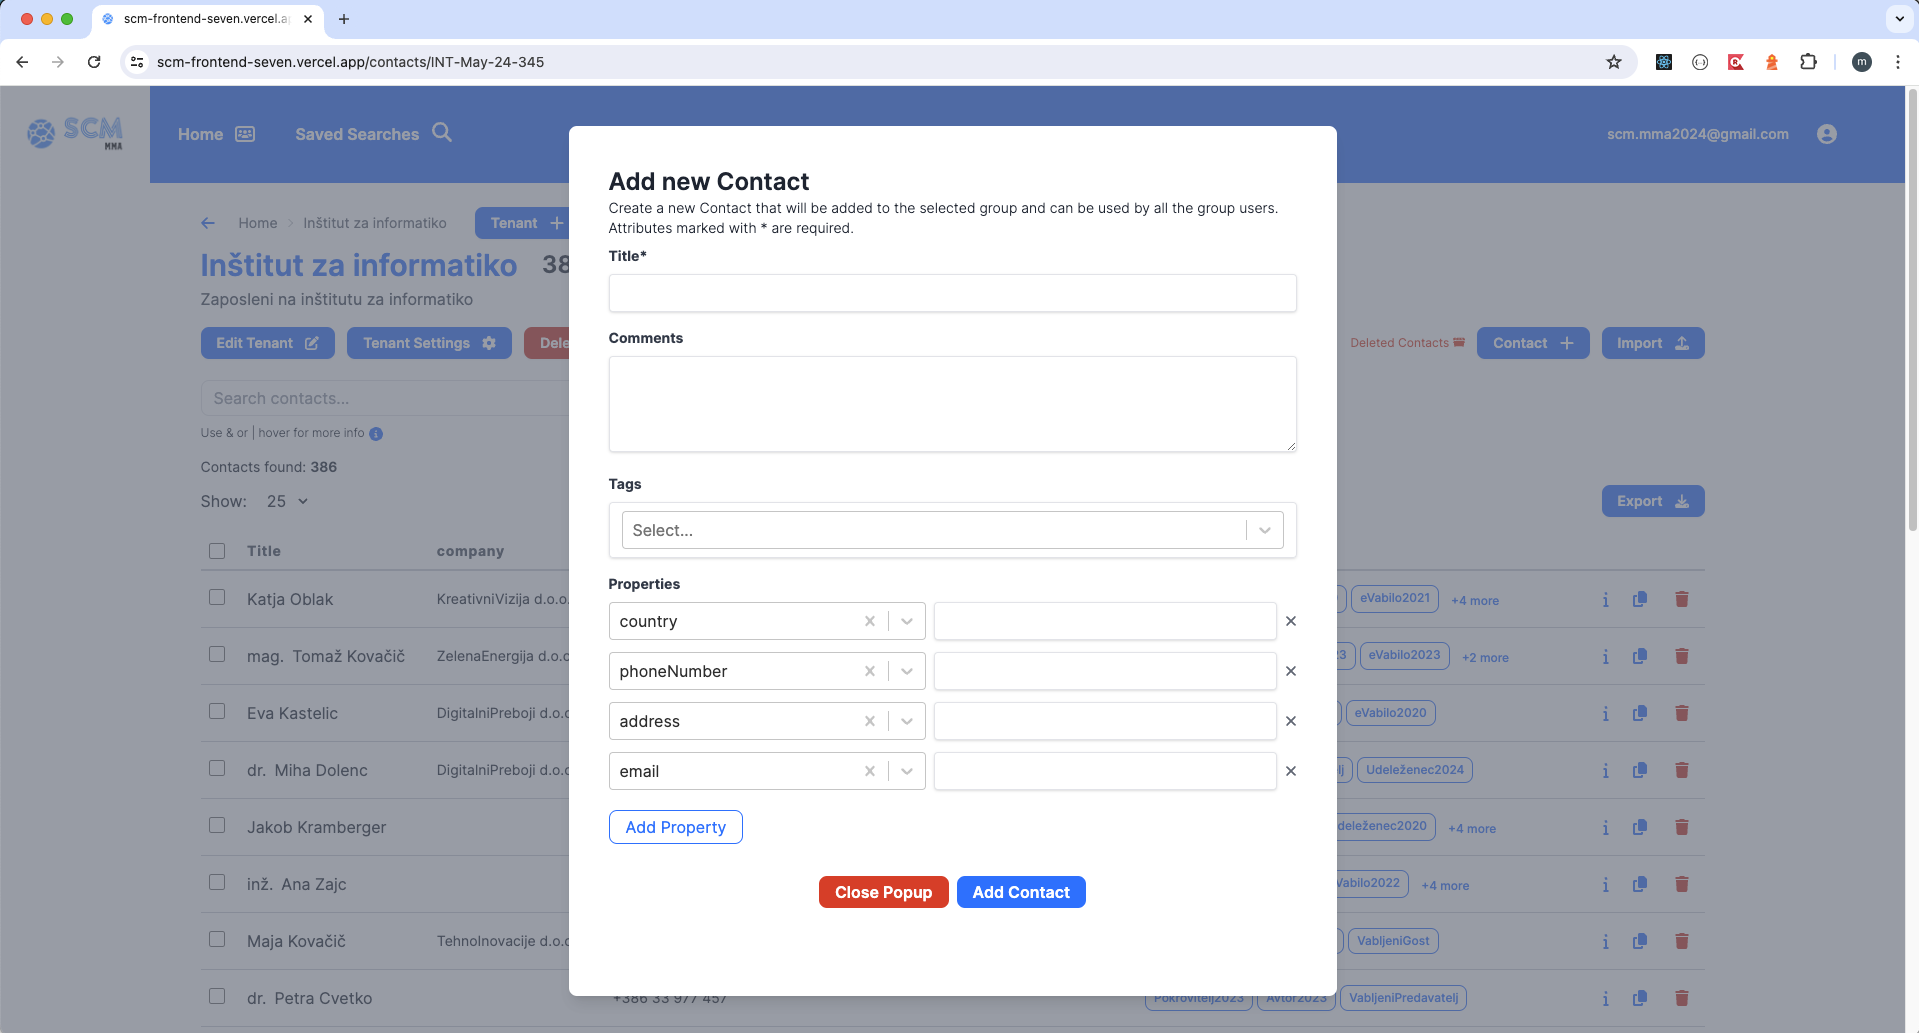 scm-frontend-seven.vercel.a
scm-frontend-seven.vercel.app/contacts/INT-May-24-345
m
SCM
MMA
Home
Saved Searches
scm.mma2024@gmail.com
Home > Inštitut za informatiko
Tenant +
Inštitut za informatiko 38
Zaposleni na inštitutu za informatiko
Edit Tenant
Tenant Settings
Dele
Deleted Contacts
Contact +
Import
Search contacts...
Use & or | hover for more info
Contacts found: 386
Show: 25
Export
Title company
Katja Oblak KreativniVizija d.o.o. eVabilo2021 +4 more
mag. Tomaž Kovačič ZelenaEnergija d.o.o 23 eVabilo2023 +2 more
Eva Kastelic DigitalniPreboji d.o.o eVabilo2020
dr. Miha Dolenc DigitalniPreboji d.o.o lj Udeleženec2024
Jakob Kramberger deleženec2020 +4 more
inž. Ana Zajc Vabilo2022 +4 more
Maja Kovačič TehnoInovacije d.o.o VabljeniGost
dr. Petra Cvetko +386 33 977 457 Pokrovitelj2023 Avtor2023 VabljeniPredavatelj
Add new Contact
Create a new Contact that will be added to the selected group and can be used by all the group users.
Attributes marked with * are required.
Title*
Comments
Tags
Select...
Properties
country
phoneNumber
address
email
Add Property
Close Popup
Add Contact